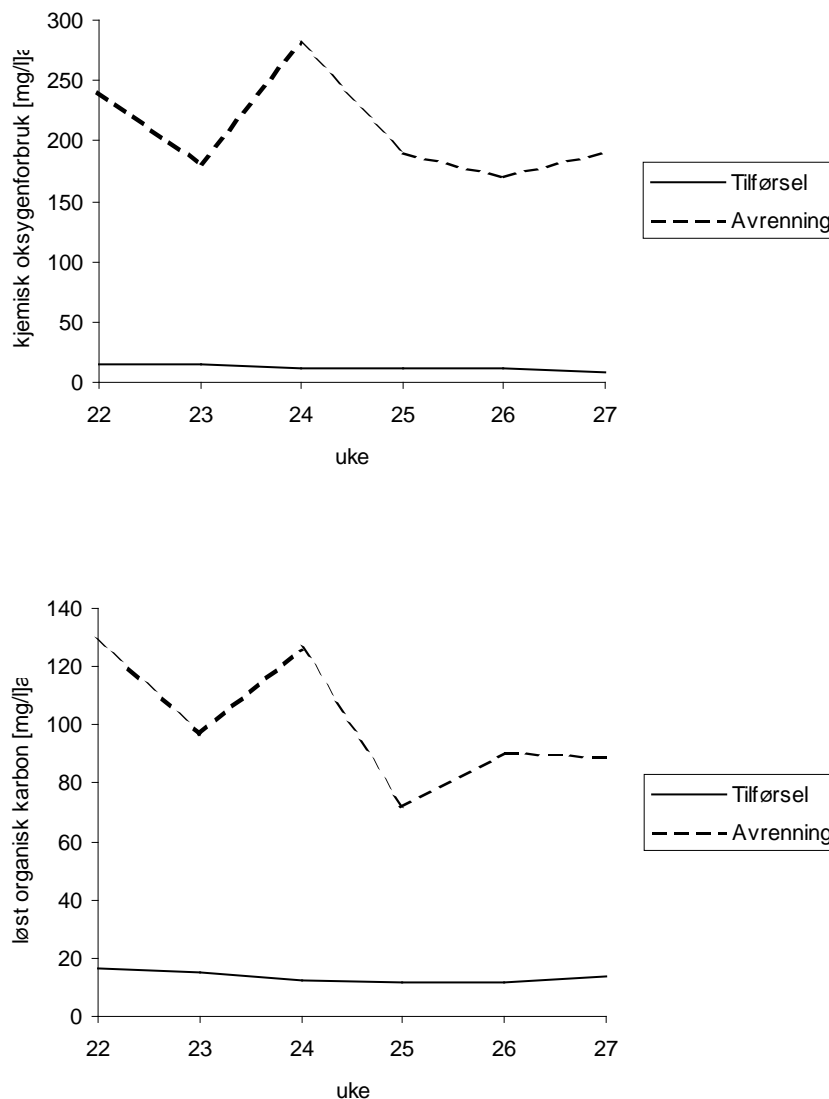 kjemisk oksygenforbruk [mg/l]
300
250
200
150
100
50
0
22 23 24 25 26 27
uke
Tilførsel
Avrenning
løst organisk karbon [mg/l]
140
120
100
80
60
40
20
0
22 23 24 25 26 27
uke
Tilførsel
Avrenning